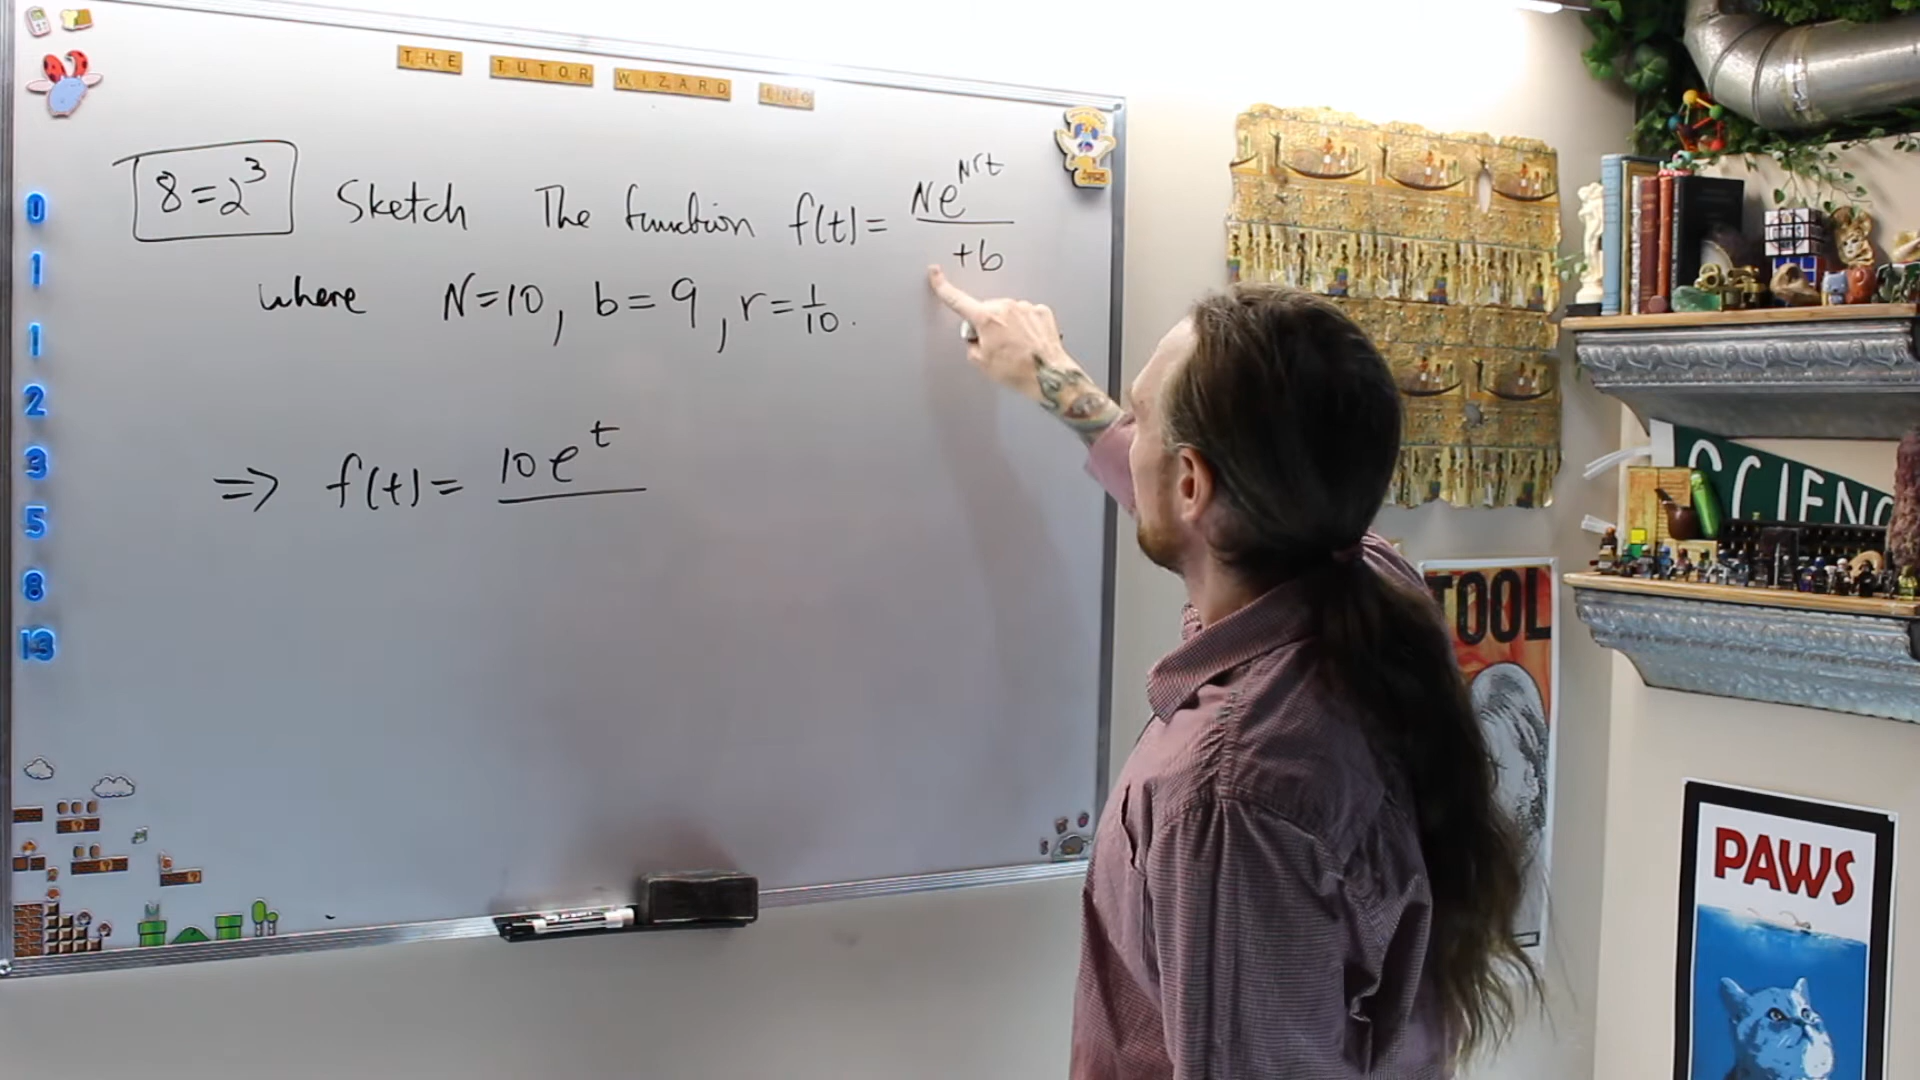 THE TUTOR WIZARD INC
8=2³ Sketch The function f(t)= Ne^Nrt / +b
where N=10, b=9, r=1/10.
⇒ f(t)= 10e^t
0
1
1
2
3
5
8
13
SCIENC
TOOL
PAWS